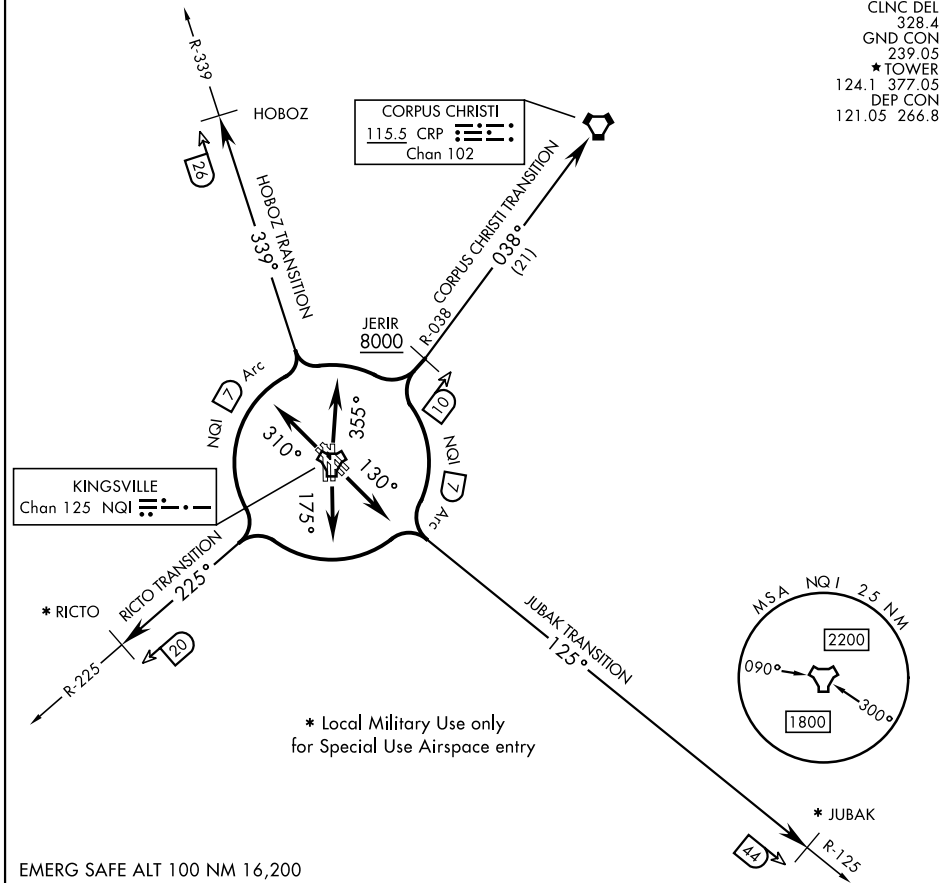 CLNC DEL
328.4
GND CON
239.05
★ TOWER
124.1 377.05
DEP CON
121.05 266.8
R-339
HOBOZ
26
HOBOZ TRANSITION
339°
CORPUS CHRISTI
115.5 CRP
Chan 102
CORPUS CHRISTI TRANSITION
038°
(21)
R-038
JERIR
8000
10
NQI 7 Arc
NQI 7 Arc
310°
355°
130°
175°
KINGSVILLE
Chan 125 NQI
RICTO TRANSITION
225°
* RICTO
20
R-225
JUBAK TRANSITION
125°
MSA NQI 25 NM
2200
090°
300°
1800
* Local Military Use only
for Special Use Airspace entry
* JUBAK
44
R-125
EMERG SAFE ALT 100 NM 16,200